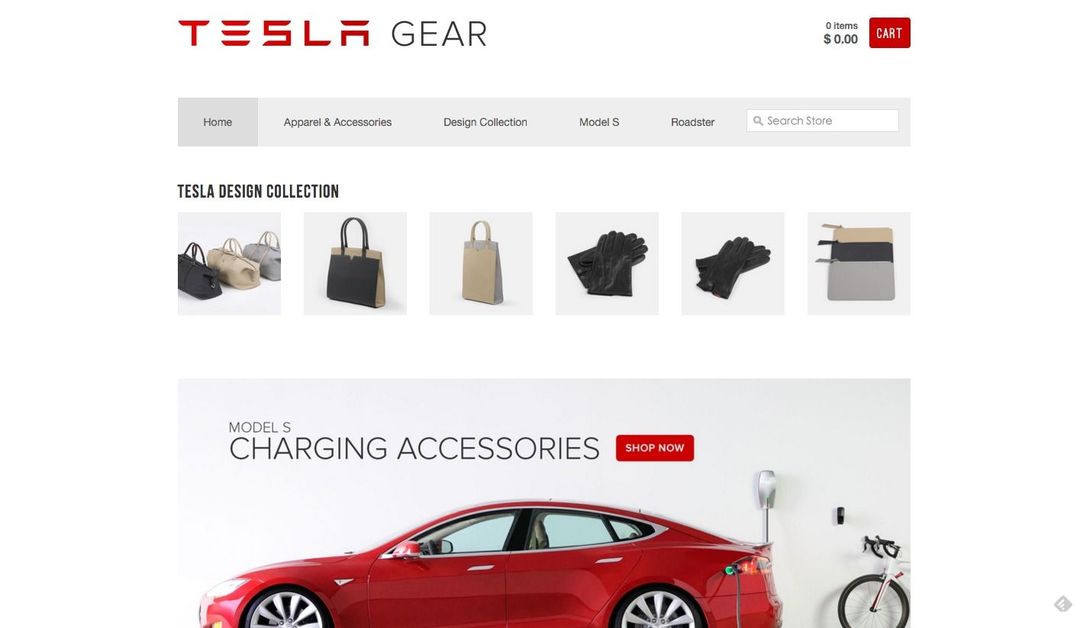 TESLA GEAR
0 items
$ 0.00
CART
Home
Apparel & Accessories
Design Collection
Model S
Roadster
Search Store
TESLA DESIGN COLLECTION
MODEL S
CHARGING ACCESSORIES
SHOP NOW